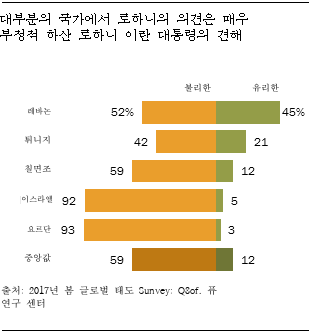 대부분의 국가에서 로하니의 의견은 매우
부정적 하산 로하니 이란 대통령의 견해
불리한 유리한
레바논 52% 45%
튀니지 42 21
칠면조 59 12
이스라엘 92 5
요르단 93 3
중앙값 59 12
출처: 2017년 봄 글로벌 태도 Sunvey: Q8of. 퓨
연구 센터